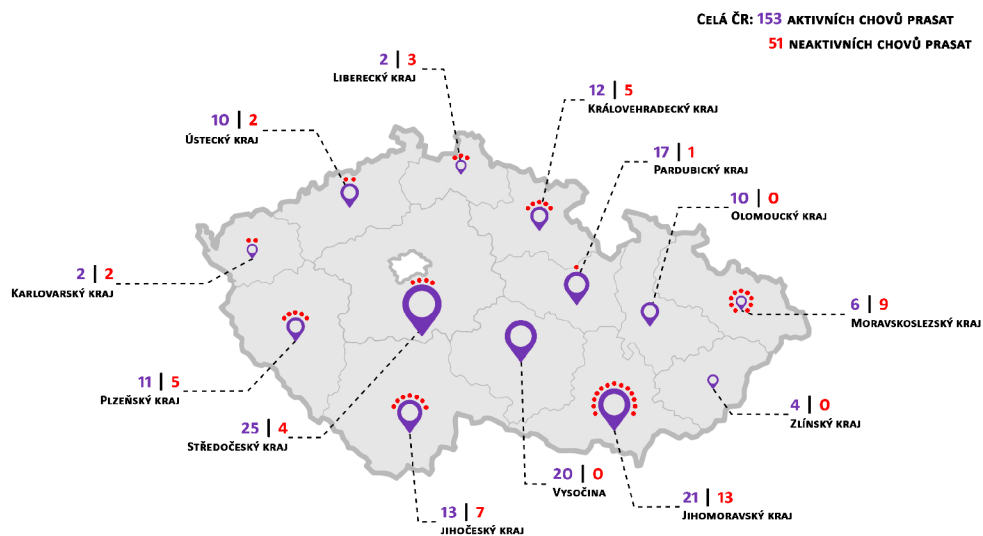 CELÁ ČR: 153 AKTIVNÍCH CHOVŮ PRASAT
51 NEAKTIVNÍCH CHOVŮ PRASAT
2 | 3
LIBERECKÝ KRAJ
12 | 5
KRÁLOVEHRADECKÝ KRAJ
10 | 2
ÚSTECKÝ KRAJ
17 | 1
PARDUBICKÝ KRAJ
10 | 0
OLOMOUCKÝ KRAJ
2 | 2
KARLOVARSKÝ KRAJ
6 | 9
MORAVSKOSLEZSKÝ KRAJ
11 | 5
PLZEŇSKÝ KRAJ
4 | 0
ZLÍNSKÝ KRAJ
25 | 4
STŘEDOČESKÝ KRAJ
20 | 0
VYSOČINA
21 | 13
JIHOMORAVSKÝ KRAJ
13 | 7
JIHOČESKÝ KRAJ